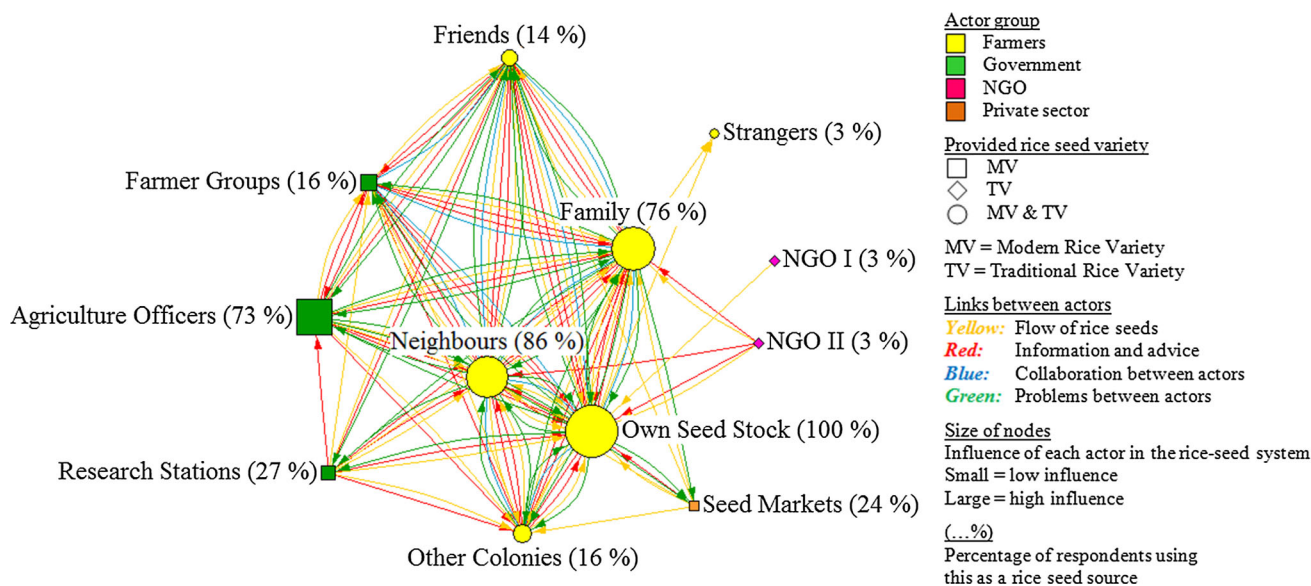 Friends (14 %)
Strangers (3 %)
Farmer Groups (16 %)
Family (76 %)
NGO I (3 %)
Agriculture Officers (73 %)
Neighbours (86 %)
NGO II (3 %)
Own Seed Stock (100 %)
Research Stations (27 %)
Seed Markets (24 %)
Other Colonies (16 %)
Actor group
Farmers
Government
NGO
Private sector
Provided rice seed variety
MV
TV
MV & TV
MV = Modern Rice Variety
TV = Traditional Rice Variety
Links between actors
Yellow: Flow of rice seeds
Red: Information and advice
Blue: Collaboration between actors
Green: Problems between actors
Size of nodes
Influence of each actor in the rice-seed system
Small = low influence
Large = high influence
(...%)
Percentage of respondents using
this as a rice seed source